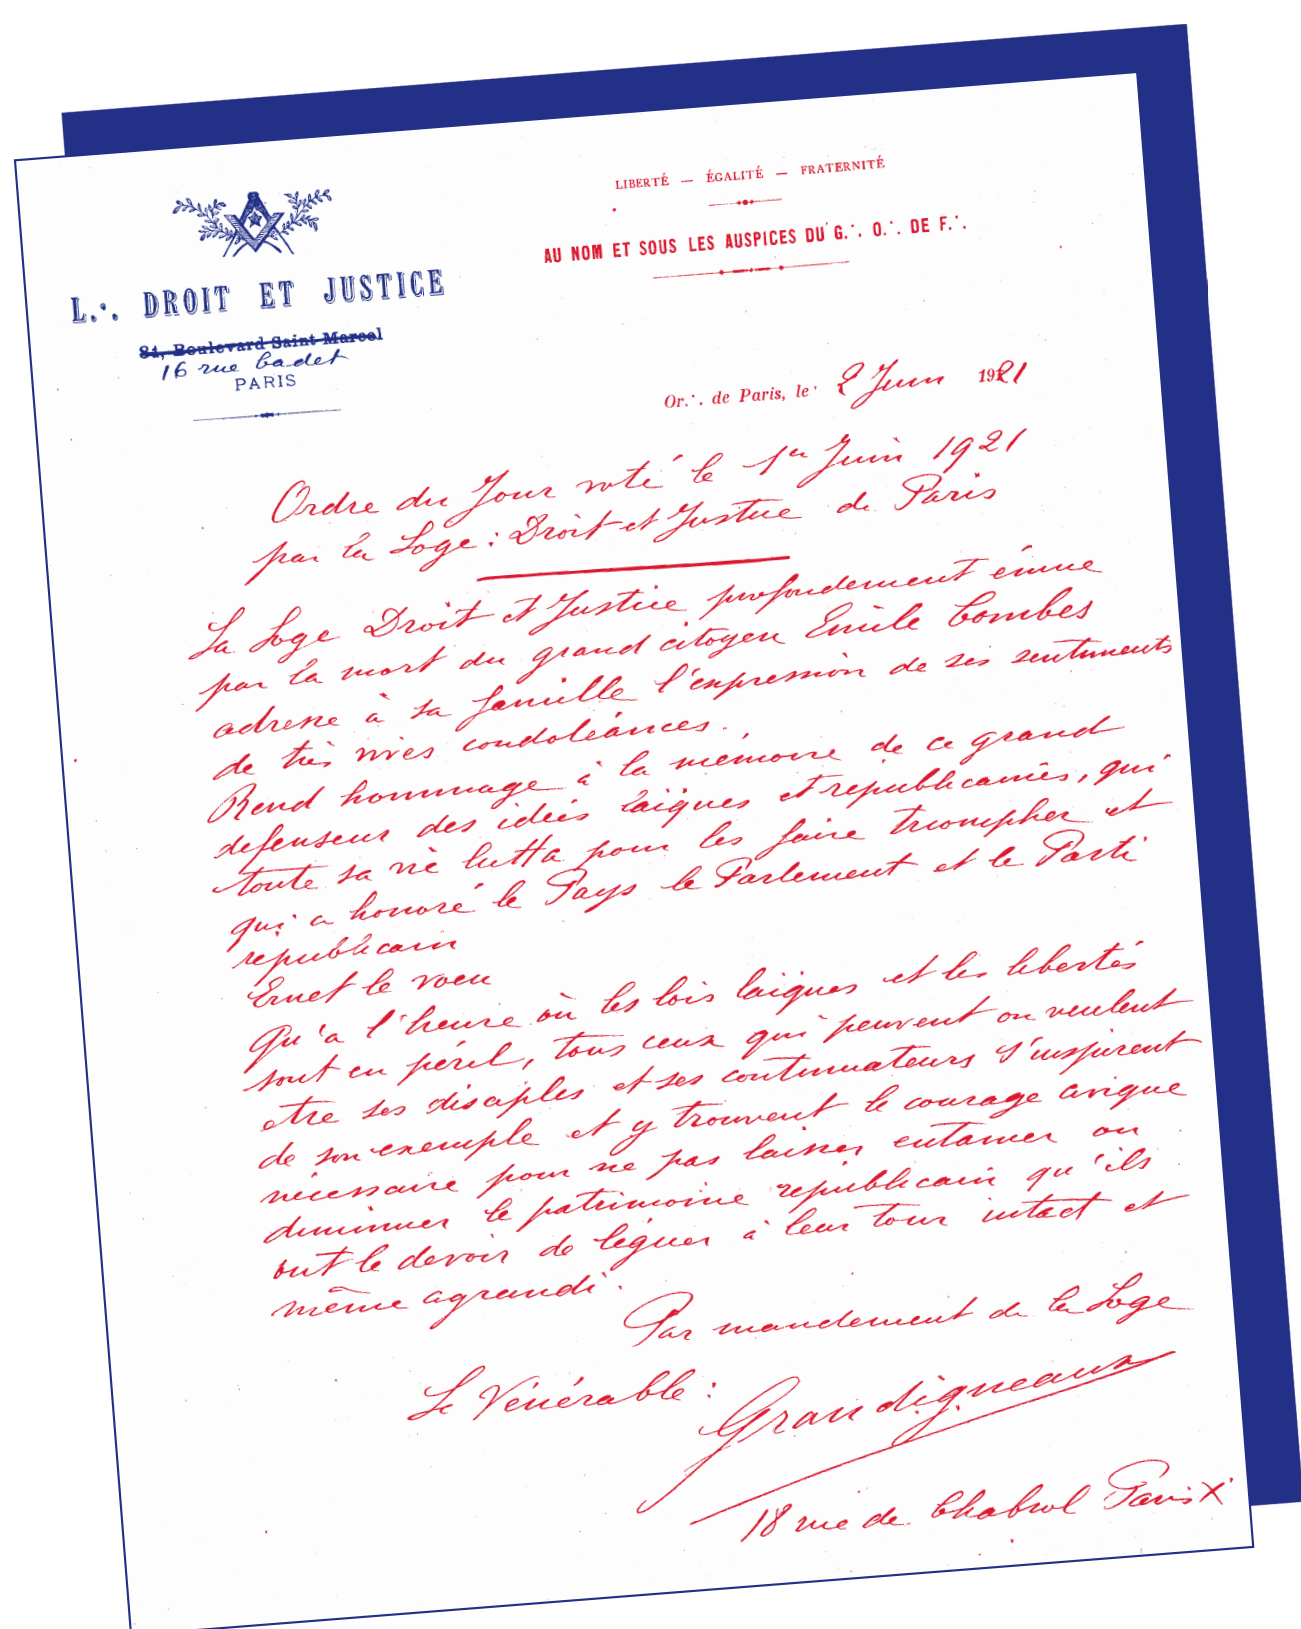 LIBERTÉ — ÉGALITÉ — FRATERNITÉ
AU NOM ET SOUS LES AUSPICES DU G.·. O.·. DE F.·.
L.·. DROIT ET JUSTICE
81, Boulevard Saint-Marcel
16 rue Cadet
PARIS
Or.·. de Paris, le 2 Juin 1921
Ordre du Jour voté le 1er Juin 1921
par la Loge : Droit et Justice de Paris
La Loge Droit et Justice profondement émue
par la mort du grand citoyen Emile Combes
adresse à sa famille l'expression de ses sentiments
de très vives condoléances.
Rend hommage à la mémoire de ce grand
defenseur des idées laïques et republicaines, qui
toute sa vie lutta pour les faire triompher et
qui a honoré le Pays le Parlement et le Parti
republicain
Emet le voeu
Qu'a l'heure où les lois laïques et les libertés
sont en péril, tous ceux qui peuvent ou veulent
etre ses disciples et ses continuateurs s'inspirent
de son exemple et y trouvent le courage civique
nécessaire pour ne pas laisser entamer ou
diminuer le patrimoine républicain qu'ils
ont le devoir de léguer à leur tour intact et
même agrandi.
Par mandement de la Loge
Le Vénérable :
Grandigneaux
18 rue de Chabrol Paris X